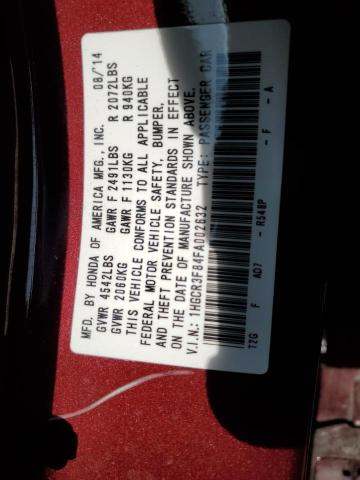 MFD. BY HONDA OF AMERICA MFG., INC. 08/'14
GVWR 4542LBS GAWR F 2491LBS R 2072LBS
GVWR 2060KG GAWR F 1130KG R 940KG
THIS VEHICLE CONFORMS TO ALL APPLICABLE
FEDERAL MOTOR VEHICLE SAFETY, BUMPER,
AND THEFT PREVENTION STANDARDS IN EFFECT
ON THE DATE OF MANUFACTURE SHOWN ABOVE.
V.I.N.: 1HGCR3F84FA002632 TYPE: PASSENGER CAR
T2G F AD7 - R548P - F - A